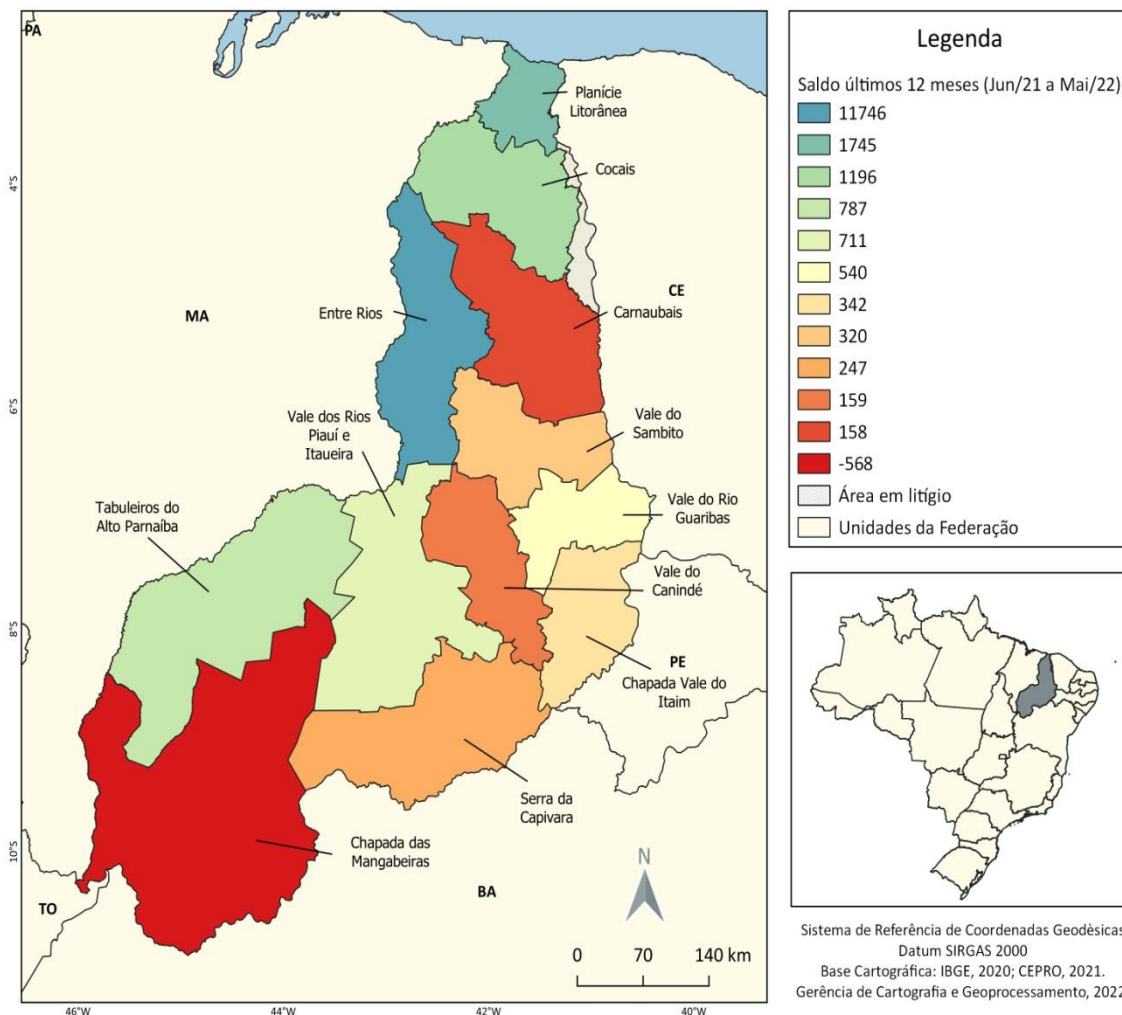 PA
Planície
Litorânea
Cocais
4°S
CE
MA
Entre Rios
Carnaubais
6°S
Vale dos Rios
Piauí e
Itaueira
Vale do
Sambito
Tabuleiros do
Alto Parnaíba
Vale do Rio
Guaribas
Vale do
Canindé
8°S
PE
Chapada Vale do
Itaim
Serra da
Capivara
Chapada das
Mangabeiras
10°S
TO
BA
N
0 70 140 km
46°W 44°W 42°W 40°W
Legenda
Saldo últimos 12 meses (Jun/21 a Mai/22)
11746
1745
1196
787
711
540
342
320
247
159
158
-568
Área em litígio
Unidades da Federação
Sistema de Referência de Coordenadas Geodèsicas
Datum SIRGAS 2000
Base Cartográfica: IBGE, 2020; CEPRO, 2021.
Gerência de Cartografia e Geoprocessamento, 2022